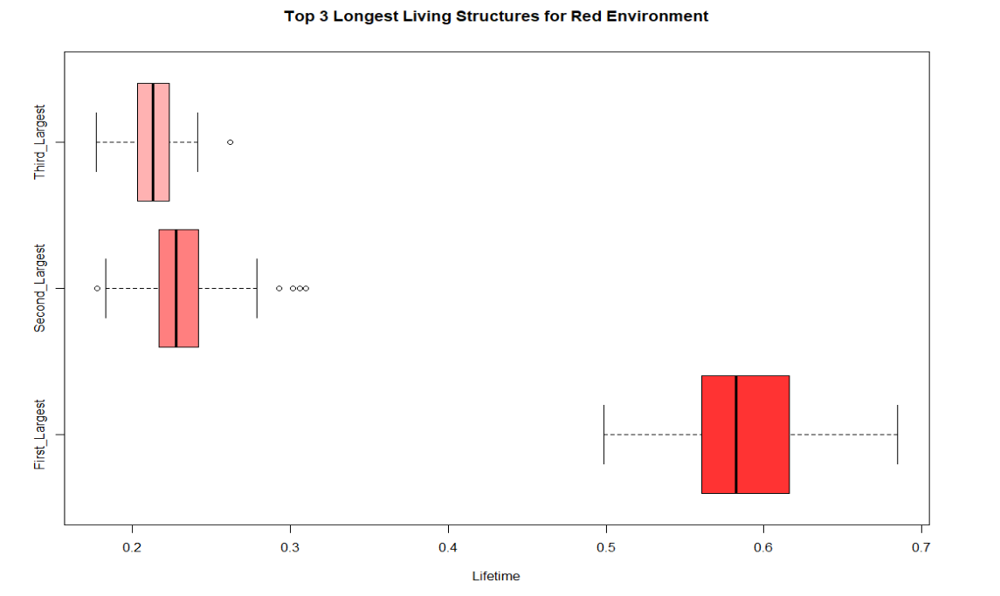 Top 3 Longest Living Structures for Red Environment
Third_Largest
Second_Largest
First_Largest
0.2 0.3 0.4 0.5 0.6 0.7
Lifetime